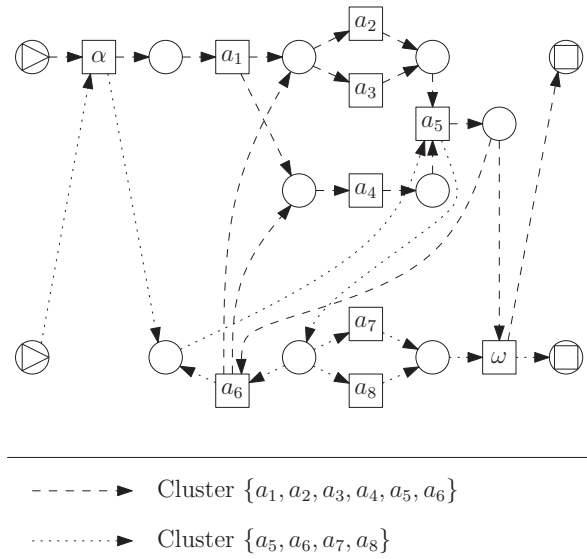 a₂
α
a₁
a₃
a₅
a₄
a₇
a₆
a₈
ω
Cluster {a₁, a₂, a₃, a₄, a₅, a₆}
Cluster {a₅, a₆, a₇, a₈}